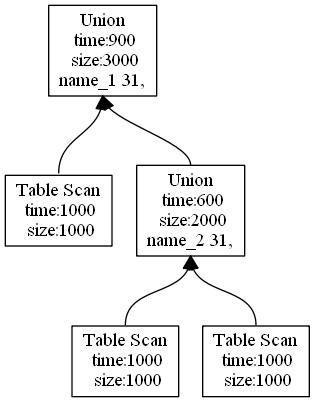 Union
time:900
size:3000
name_1 31,
Table Scan
time:1000
size:1000
Union
time:600
size:2000
name_2 31,
Table Scan
time:1000
size:1000
Table Scan
time:1000
size:1000